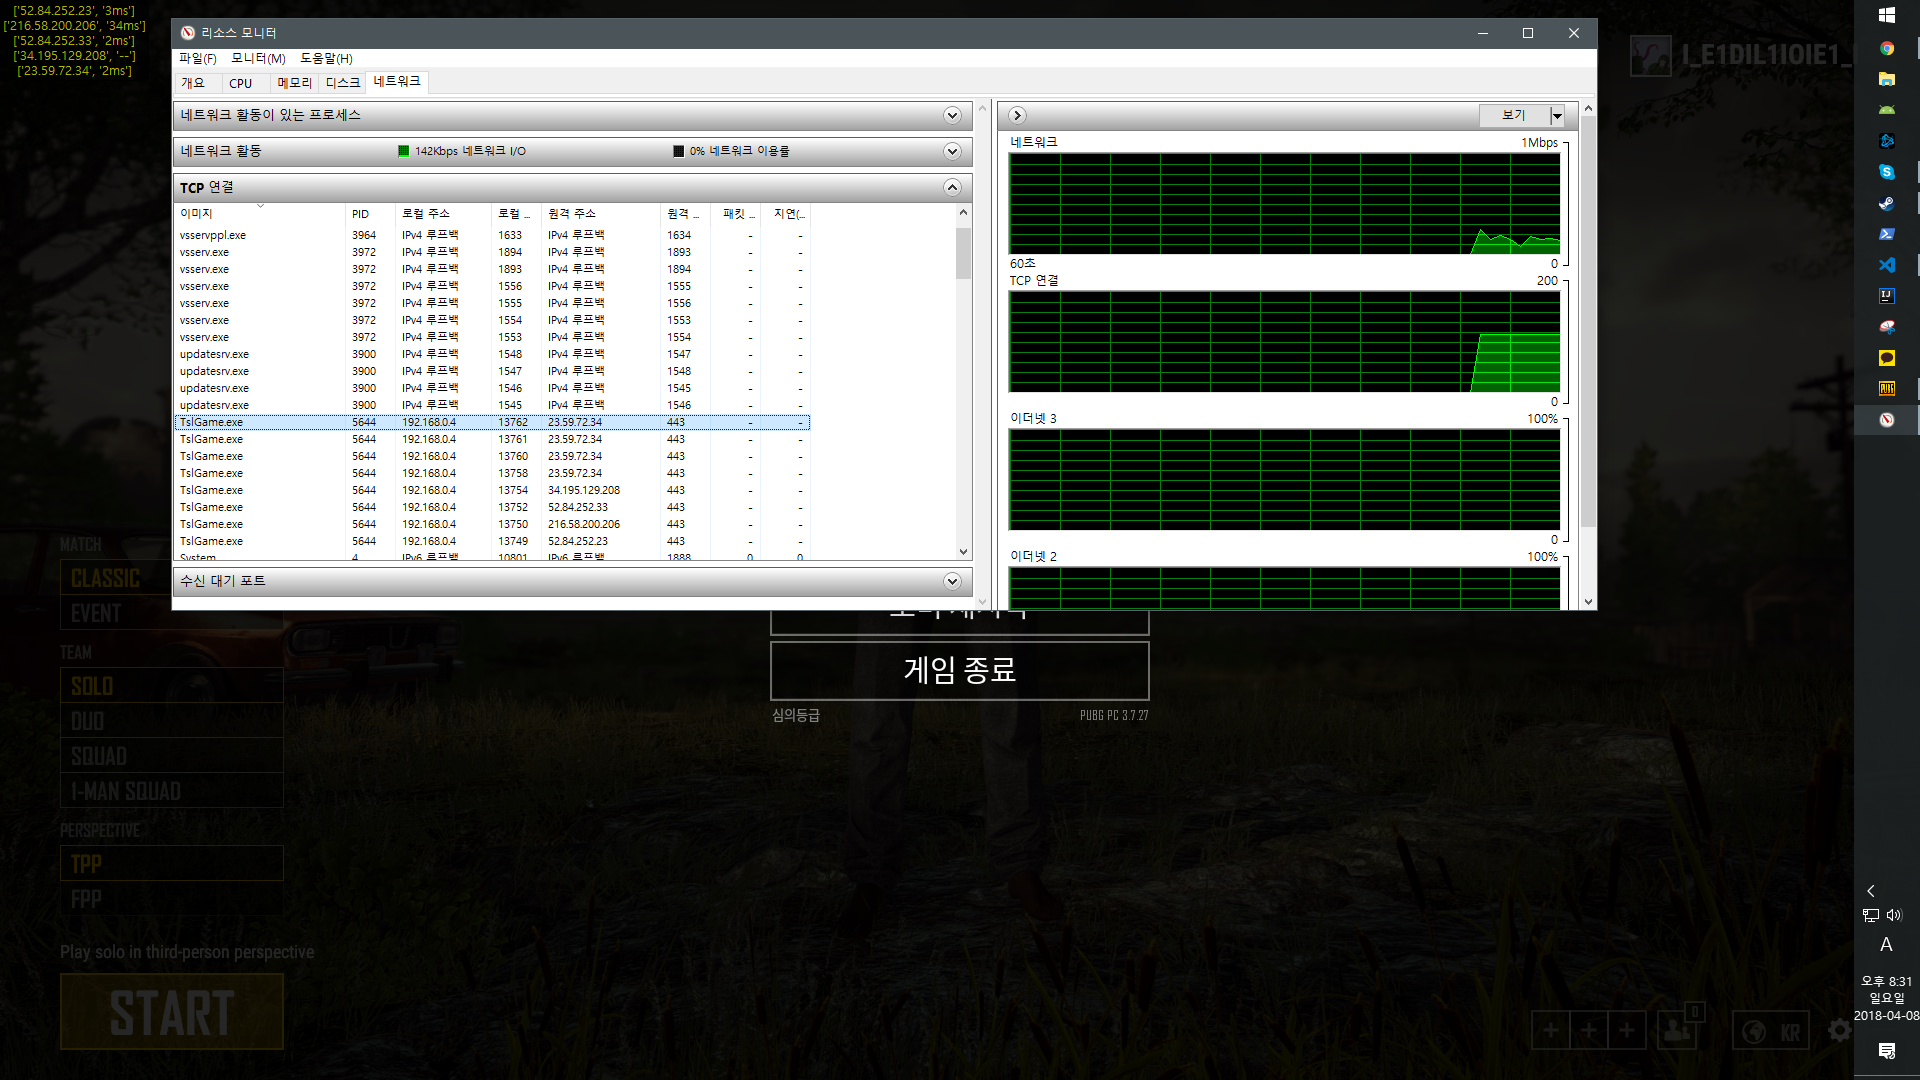 ['52.84.252.23', '3ms']
['216.58.200.206', '34ms']
['52.84.252.33', '2ms']
['34.195.129.208', '--']
['23.59.72.34', '2ms']
리소스 모니터
파일(F) 모니터(M) 도움말(H)
개요 CPU 메모리 디스크 네트워크
네트워크 활동이 있는 프로세스
네트워크 활동 142Kbps 네트워크 I/O 0% 네트워크 이용률
TCP 연결
이미지 PID 로컬 주소 로컬 ... 원격 주소 원격 ... 패킷 ... 지연(...
vsservppl.exe 3964 IPv4 루프백 1633 IPv4 루프백 1634 - -
vsserv.exe 3972 IPv4 루프백 1894 IPv4 루프백 1893 - -
vsserv.exe 3972 IPv4 루프백 1893 IPv4 루프백 1894 - -
vsserv.exe 3972 IPv4 루프백 1556 IPv4 루프백 1555 - -
vsserv.exe 3972 IPv4 루프백 1555 IPv4 루프백 1556 - -
vsserv.exe 3972 IPv4 루프백 1554 IPv4 루프백 1553 - -
vsserv.exe 3972 IPv4 루프백 1553 IPv4 루프백 1554 - -
updatesrv.exe 3900 IPv4 루프백 1548 IPv4 루프백 1547 - -
updatesrv.exe 3900 IPv4 루프백 1547 IPv4 루프백 1548 - -
updatesrv.exe 3900 IPv4 루프백 1546 IPv4 루프백 1545 - -
updatesrv.exe 3900 IPv4 루프백 1545 IPv4 루프백 1546 - -
TslGame.exe 5644 192.168.0.4 13762 23.59.72.34 443 - -
TslGame.exe 5644 192.168.0.4 13761 23.59.72.34 443 - -
TslGame.exe 5644 192.168.0.4 13760 23.59.72.34 443 - -
TslGame.exe 5644 192.168.0.4 13758 23.59.72.34 443 - -
TslGame.exe 5644 192.168.0.4 13754 34.195.129.208 443 - -
TslGame.exe 5644 192.168.0.4 13752 52.84.252.33 443 - -
TslGame.exe 5644 192.168.0.4 13750 216.58.200.206 443 - -
TslGame.exe 5644 192.168.0.4 13749 52.84.252.23 443 - -
System 4 IPv6 루프백 10801 IPv6 루프백 1888 0 0
수신 대기 포트
보기
네트워크 1Mbps
60초 0
TCP 연결 200
0
이더넷 3 100%
0
이더넷 2 100%
게임 종료
심의등급 PUBG PC 3.7.27
MATCH
CLASSIC
EVENT
TEAM
SOLO
DUO
SQUAD
1-MAN SQUAD
PERSPECTIVE
TPP
FPP
Play solo in third-person perspective
START
0
KR
PUBG
A
오후 8:31
일요일
2018-04-08